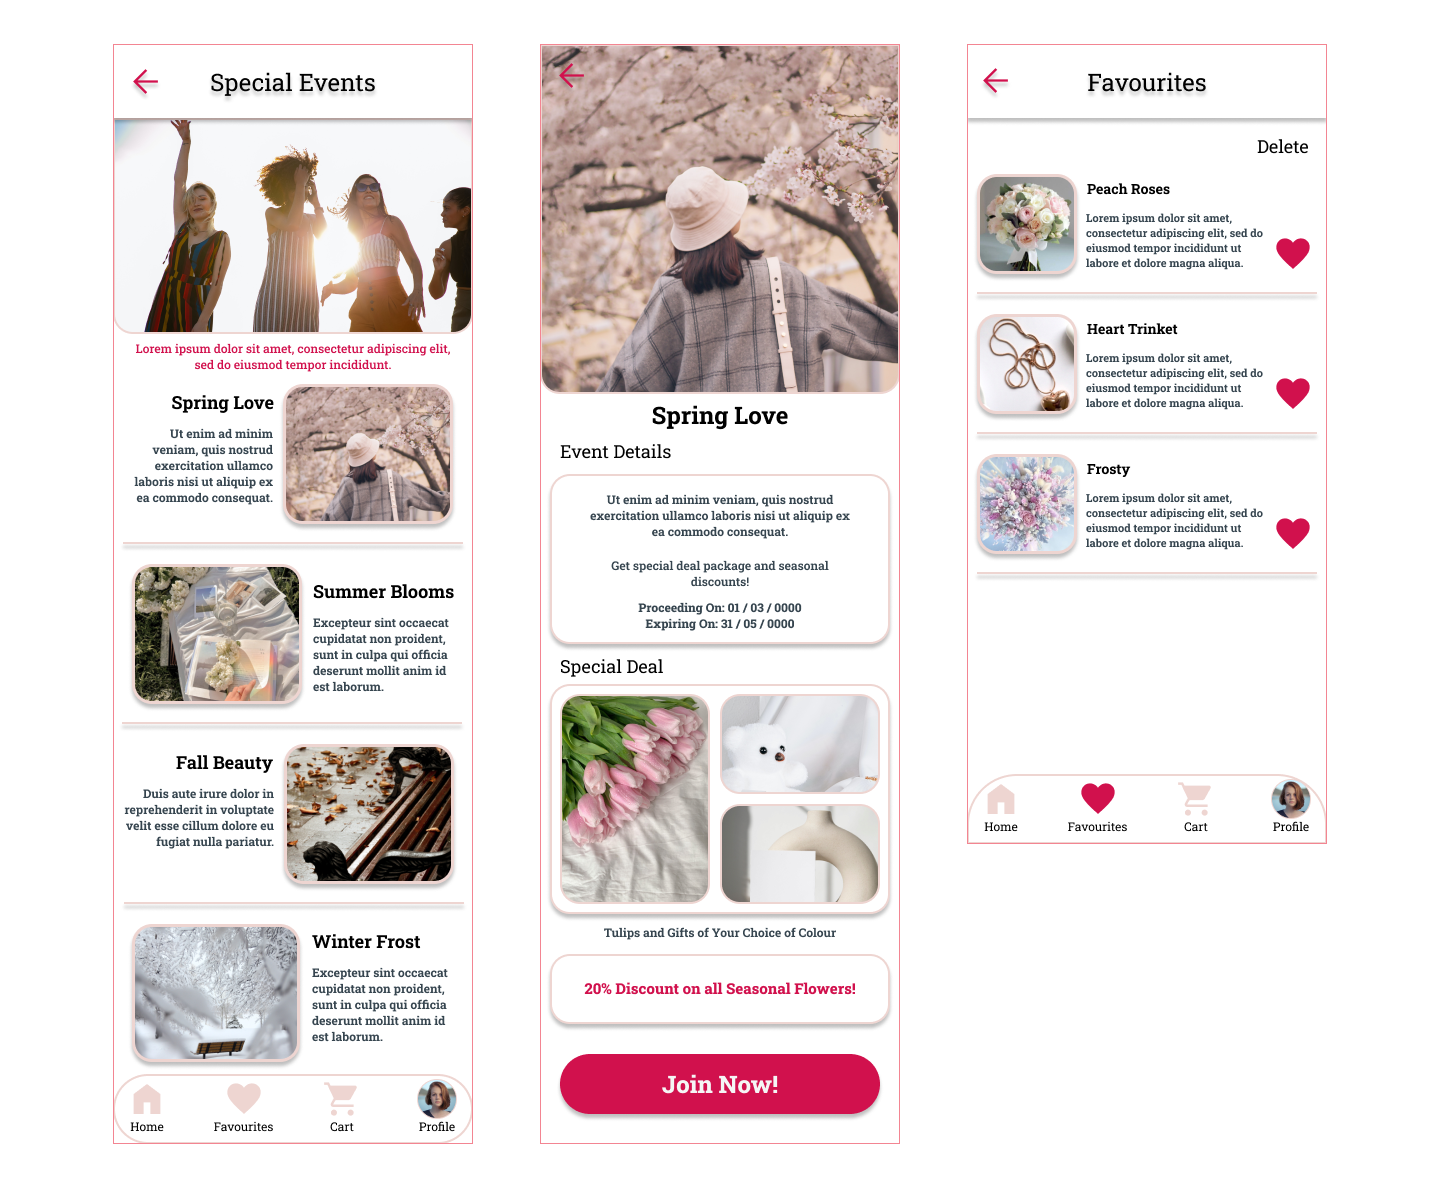 Special Events
Lorem ipsum dolor sit amet, consectetur adipiscing elit,
sed do eiusmod tempor incididunt.
Spring Love
Ut enim ad minim
veniam, quis nostrud
exercitation ullamco
laboris nisi ut aliquip ex
ea commodo consequat.
Summer Blooms
Excepteur sint occaecat
cupidatat non proident,
sunt in culpa qui officia
deserunt mollit anim id
est laborum.
Fall Beauty
Duis aute irure dolor in
reprehenderit in voluptate
velit esse cillum dolore eu
fugiat nulla pariatur.
Winter Frost
Excepteur sint occaecat
cupidatat non proident,
sunt in culpa qui officia
deserunt mollit anim id
est laborum.
Home Favourites Cart Profile
Spring Love
Event Details
Ut enim ad minim veniam, quis nostrud
exercitation ullamco laboris nisi ut aliquip ex
ea commodo consequat.
Get special deal package and seasonal
discounts!
Proceeding On: 01 / 03 / 0000
Expiring On: 31 / 05 / 0000
Special Deal
Tulips and Gifts of Your Choice of Colour
20% Discount on all Seasonal Flowers!
Join Now!
Favourites
Delete
Peach Roses
Lorem ipsum dolor sit amet,
consectetur adipiscing elit, sed do
eiusmod tempor incididunt ut
labore et dolore magna aliqua.
Heart Trinket
Lorem ipsum dolor sit amet,
consectetur adipiscing elit, sed do
eiusmod tempor incididunt ut
labore et dolore magna aliqua.
Frosty
Lorem ipsum dolor sit amet,
consectetur adipiscing elit, sed do
eiusmod tempor incididunt ut
labore et dolore magna aliqua.
Home Favourites Cart Profile